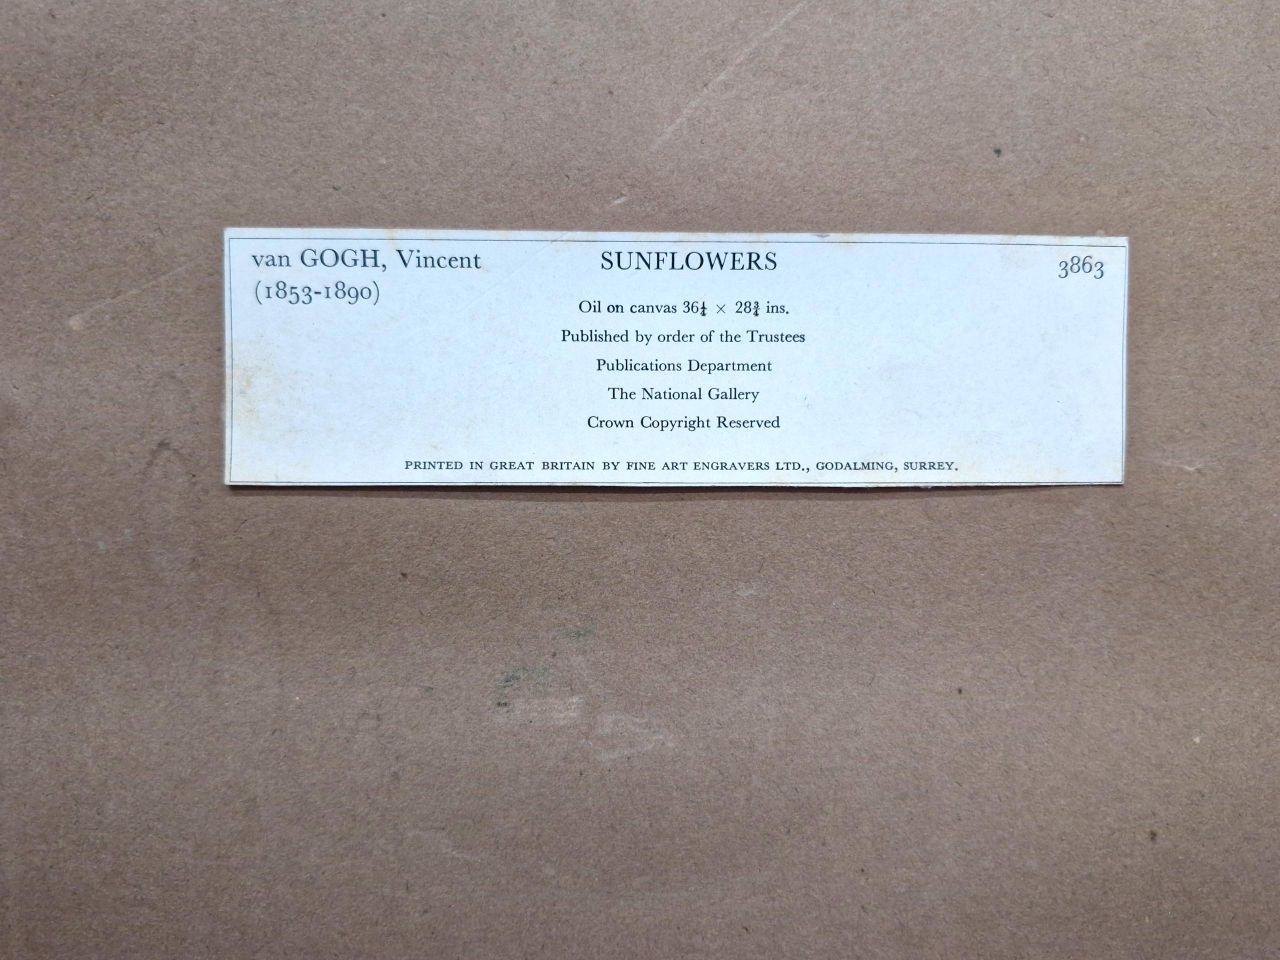 van GOGH, Vincent
(1853-1890)
SUNFLOWERS
3863
Oil on canvas 36¼ × 28¾ ins.
Published by order of the Trustees
Publications Department
The National Gallery
Crown Copyright Reserved
PRINTED IN GREAT BRITAIN BY FINE ART ENGRAVERS LTD., GODALMING, SURREY.